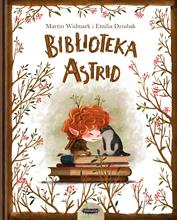 Martin Widmark i Emilia Dziubak
BIBLIOTEKA
ASTRID